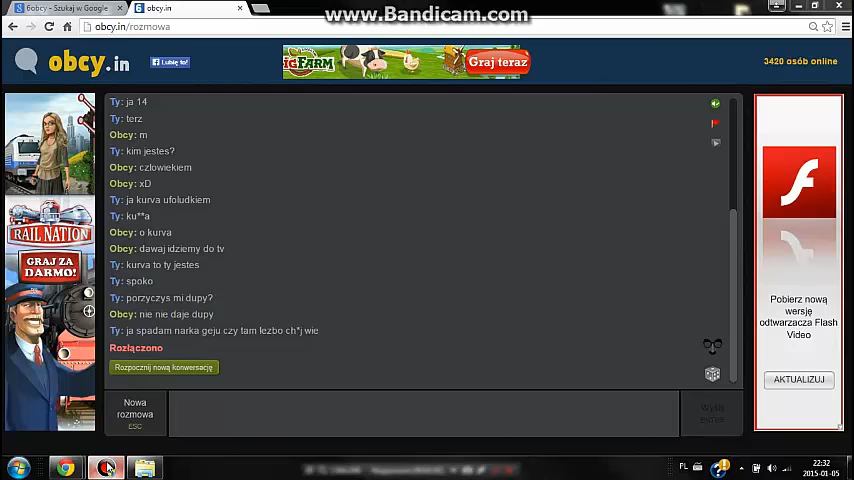 www.Bandicam.com
6obcy - Szukaj w Google
obcy.in
obcy.in/rozmowa
obcy.in
Lubię to!
BIGFARM
Graj teraz
3420 osób online
Ty: ja 14
Ty: terz
Obcy: m
Ty: kim jestes?
Obcy: czlowiekiem
Obcy: xD
Ty: ja kurva ufoludkiem
Ty: ku**a
Obcy: o kurva
Obcy: dawaj idziemy do tv
Ty: kurva to ty jestes
Ty: spoko
Ty: porzyczys mi dupy?
Obcy: nie nie daje dupy
Ty: ja spadam narka geju czy tam lezbo ch*j wie
Rozłączono
Rozpocznij nową konwersację
Nowa
rozmowa
ESC
Wyślij
ENTER
RAIL NATION
GRAJ ZA
DARMO!
Pobierz nową
wersję
odtwarzacza Flash
Video
AKTUALIZUJ
PL
22:32
2015-01-05